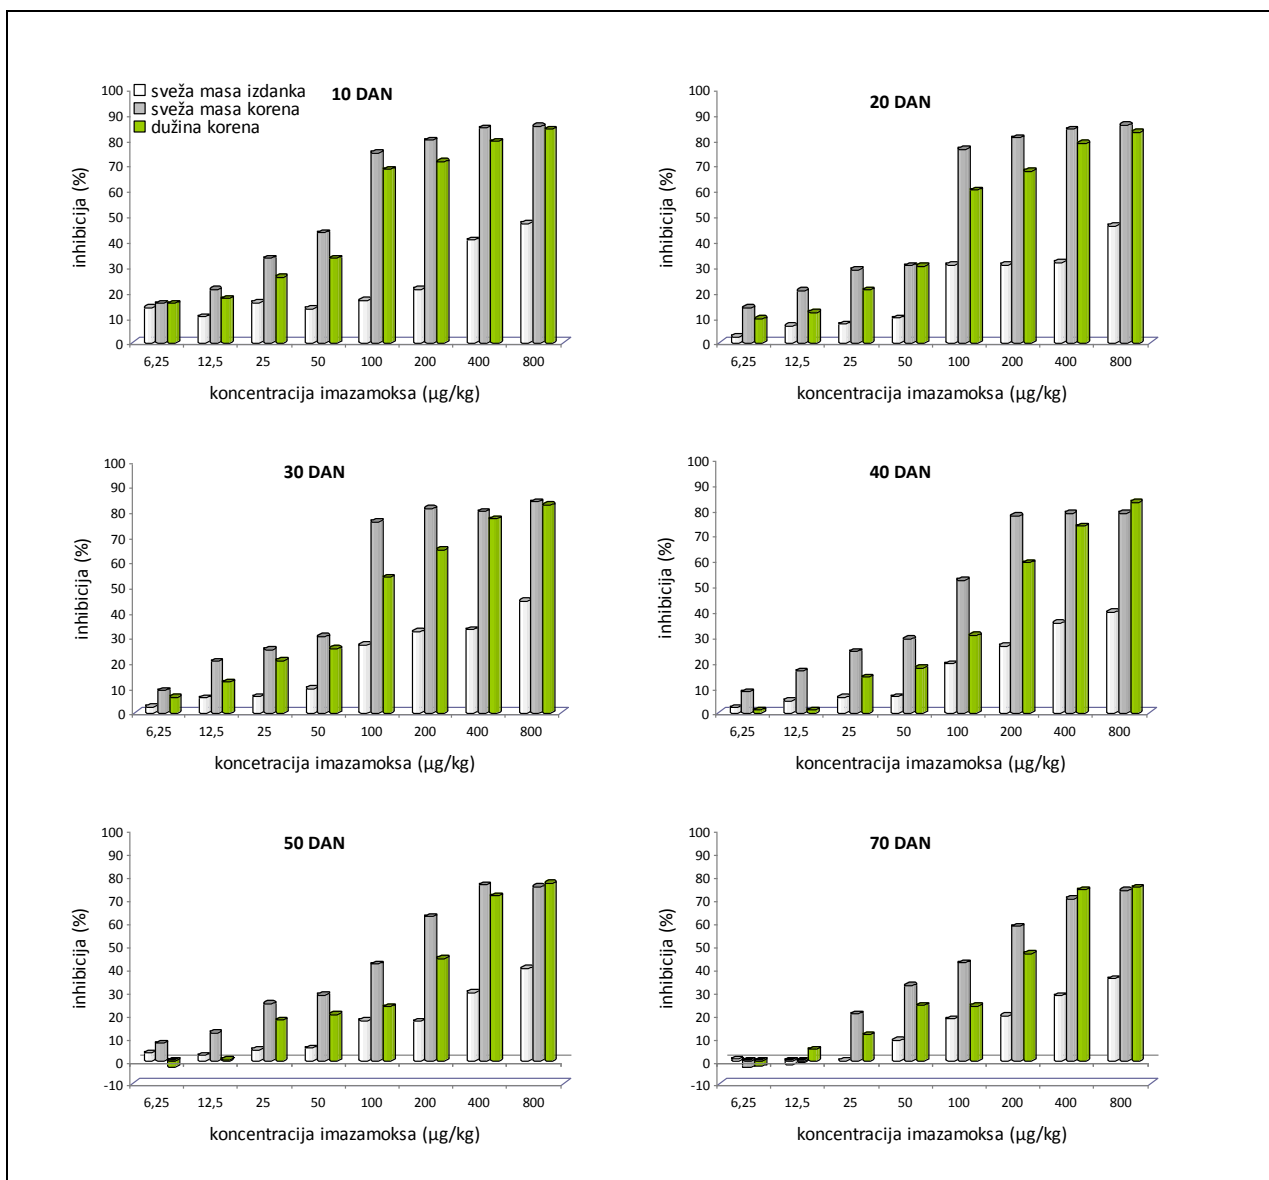 10 DAN
sveža masa izdanka
sveža masa korena
dužina korena
inhibicija (%)
100
90
80
70
60
50
40
30
20
10
0
6,25 12,5 25 50 100 200 400 800
koncentracija imazamoksa (µg/kg)
20 DAN
inhibicija (%)
100
90
80
70
60
50
40
30
20
10
0
6,25 12,5 25 50 100 200 400 800
koncentracija imazamoksa (µg/kg)
30 DAN
inhibicija (%)
100
90
80
70
60
50
40
30
20
10
0
6,25 12,5 25 50 100 200 400 800
koncetracija imazamoksa (µg/kg)
40 DAN
inhibicija (%)
100
90
80
70
60
50
40
30
20
10
0
6,25 12,5 25 50 100 200 400 800
koncentracija imazamoksa (µg/kg)
50 DAN
inhibicija (%)
100
90
80
70
60
50
40
30
20
10
0
-10
6,25 12,5 25 50 100 200 400 800
koncentracija imazamoksa (µg/kg)
70 DAN
inhibicija (%)
100
90
80
70
60
50
40
30
20
10
0
-10
6,25 12,5 25 50 100 200 400 800
koncentracija imazamoksa (µg/kg)